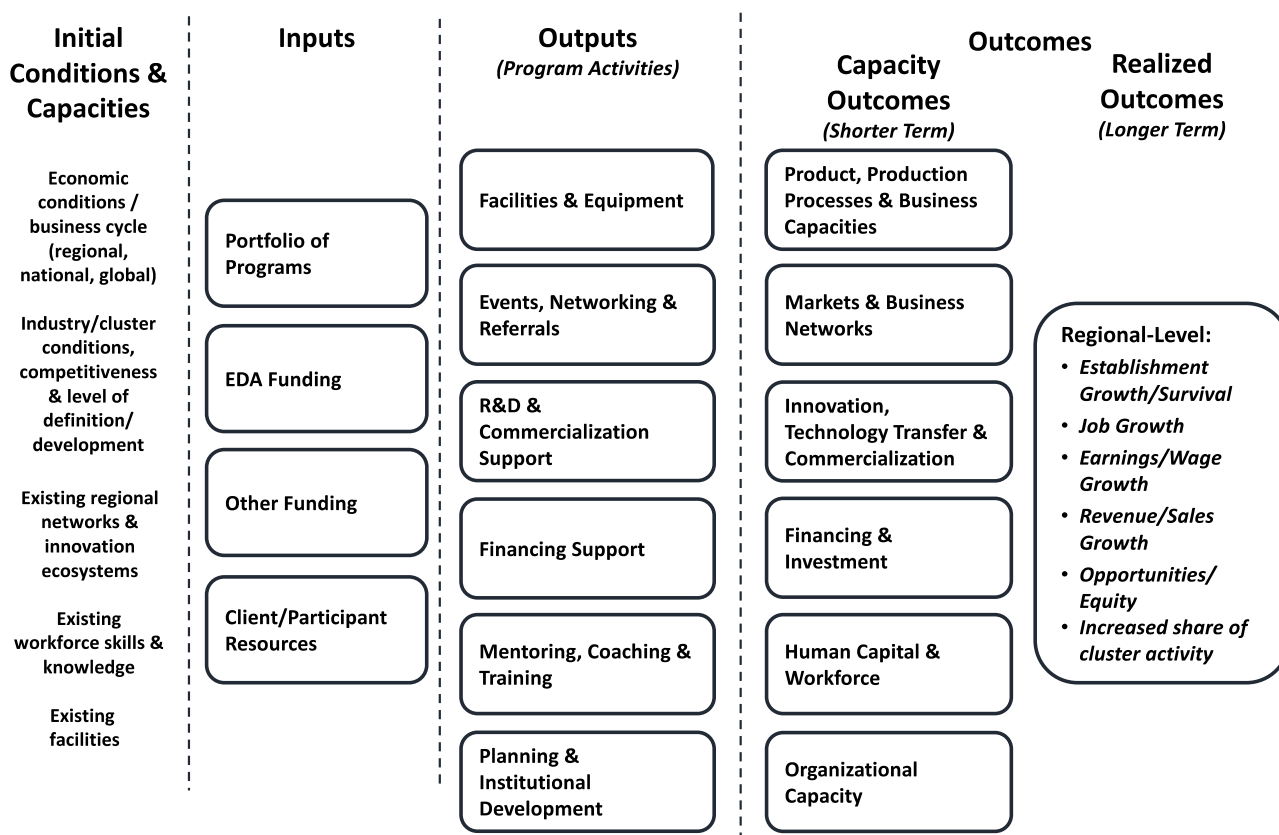 Initial
Conditions &
Capacities
Economic
conditions /
business cycle
(regional,
national, global)
Industry/cluster
conditions,
competitiveness
& level of
definition/
development
Existing regional
networks &
innovation
ecosystems
Existing
workforce skills &
knowledge
Existing
facilities
Inputs
Portfolio of
Programs
EDA Funding
Other Funding
Client/Participant
Resources
Outputs
(Program Activities)
Facilities & Equipment
Events, Networking &
Referrals
R&D &
Commercialization
Support
Financing Support
Mentoring, Coaching &
Training
Planning &
Institutional
Development
Outcomes
Capacity
Outcomes
(Shorter Term)
Product, Production
Processes & Business
Capacities
Markets & Business
Networks
Innovation,
Technology Transfer &
Commercialization
Financing &
Investment
Human Capital &
Workforce
Organizational
Capacity
Realized
Outcomes
(Longer Term)
Regional-Level:
• Establishment
Growth/Survival
• Job Growth
• Earnings/Wage
Growth
• Revenue/Sales
Growth
• Opportunities/
Equity
• Increased share of
cluster activity